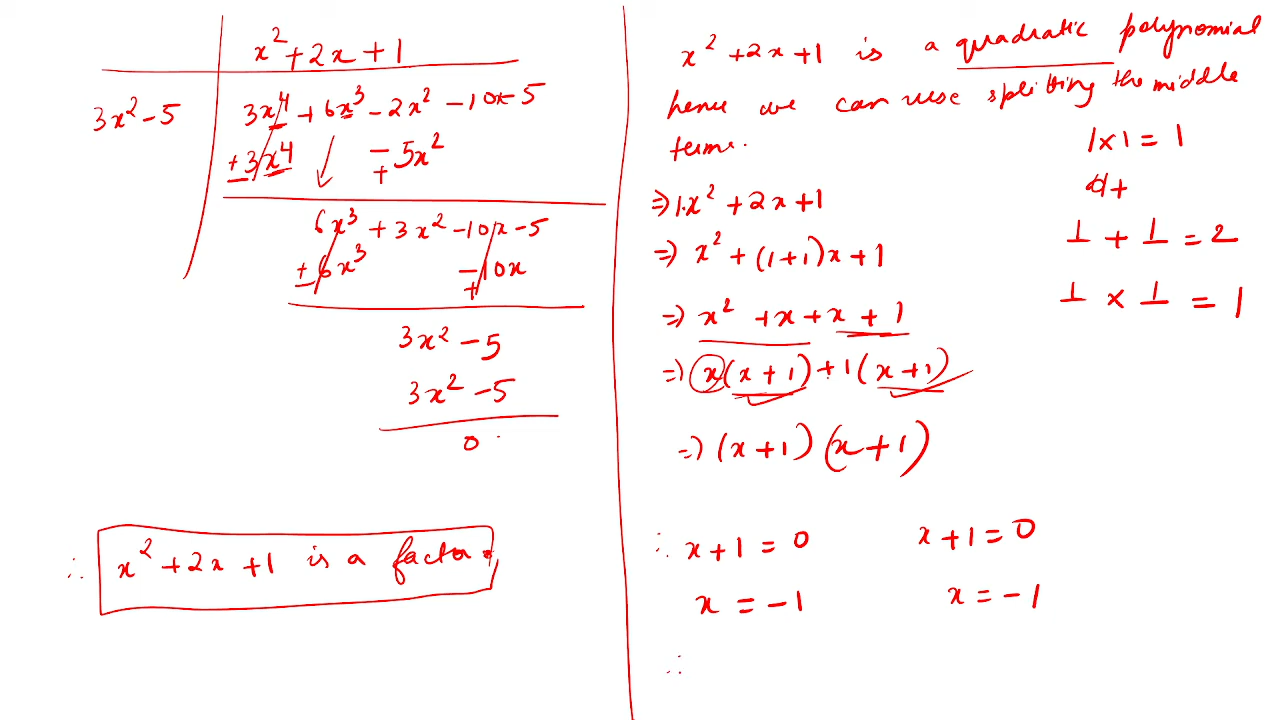 x² + 2x + 1
3x² - 5
3x⁴ + 6x³ - 2x² - 10x - 5
+ - 3x⁴ - + 5x²
6x³ + 3x² - 10x - 5
+ - 6x³ - + 10x
3x² - 5
3x² - 5
0
∴ x² + 2x + 1 is a factor.
x² + 2x + 1 is a quadratic polynomial
hence we can use splitting the middle
terms.
1 x 1 = 1
d+
⇒ 1.x² + 2x + 1
1 + 1 = 2
⇒ x² + (1+1)x + 1
1 x 1 = 1
⇒ x² + x + x + 1
⇒ x(x + 1) + 1(x + 1)
⇒ (x + 1) (x + 1)
∴ x + 1 = 0 x + 1 = 0
x = -1 x = -1
∴